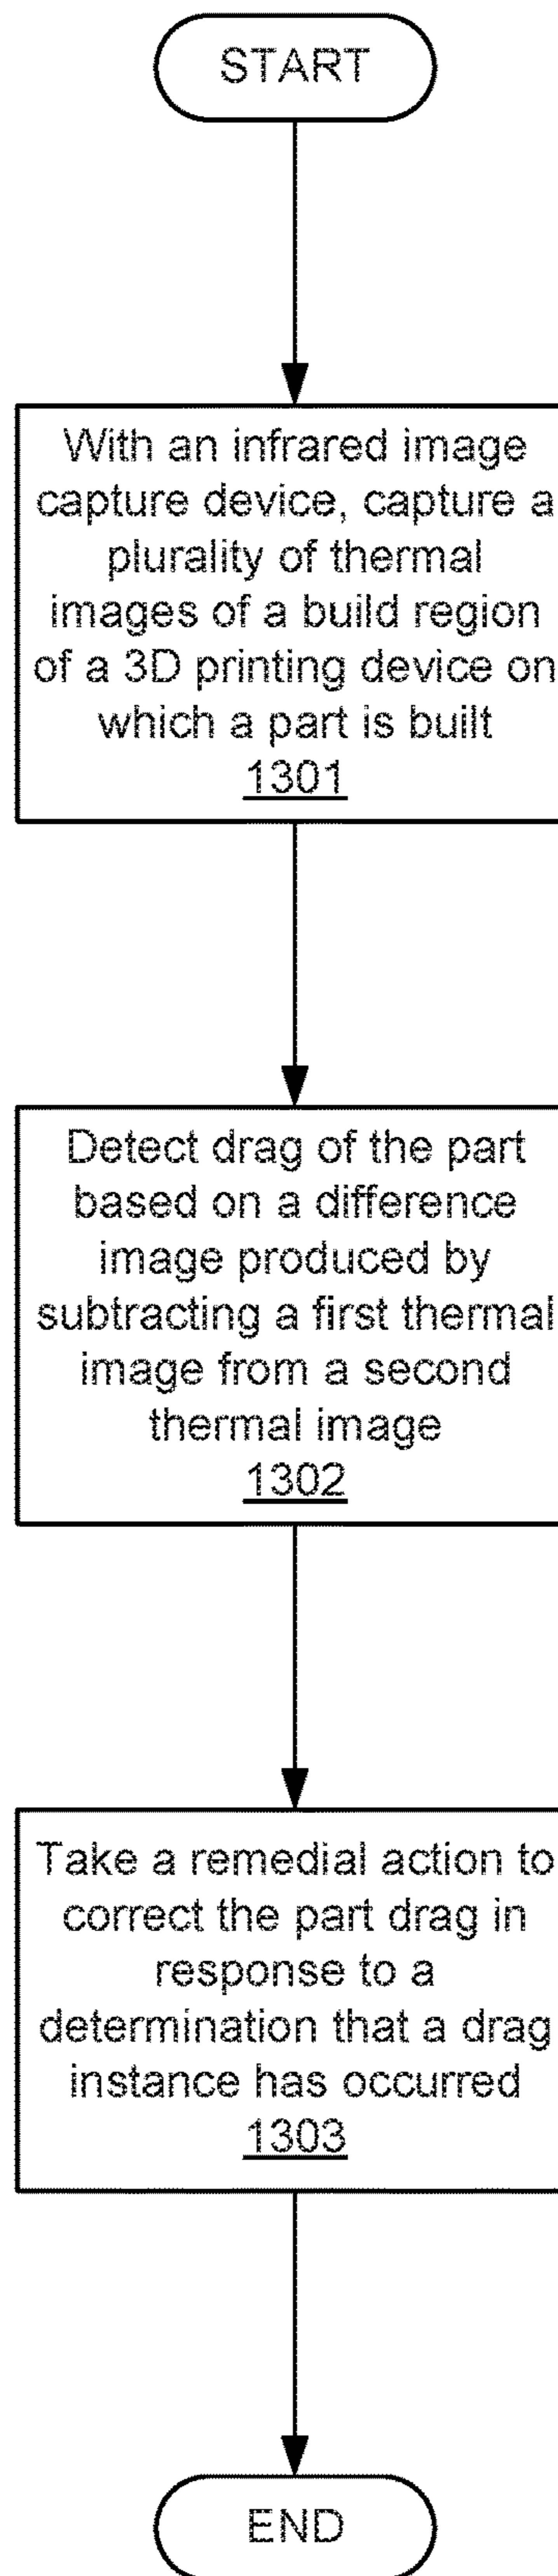 START
With an infrared image
capture device, capture a
plurality of thermal
images of a build region
of a 3D printing device on
which a part is built
1301
Detect drag of the part
based on a difference
image produced by
subtracting a first thermal
image from a second
thermal image
1302
Take a remedial action to
correct the part drag in
response to a
determination that a drag
instance has occurred
1303
END